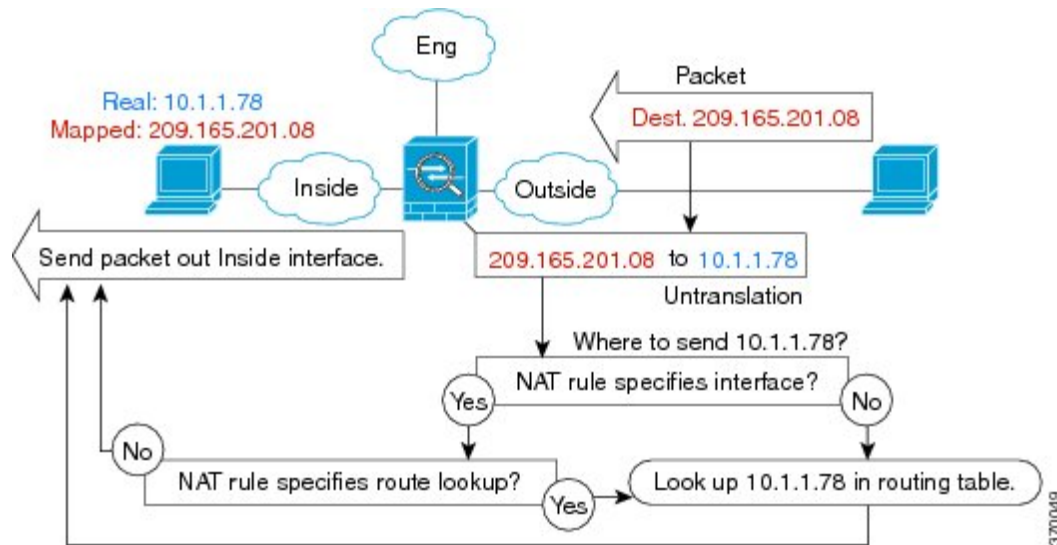 Eng
Packet
Real: 10.1.1.78
Mapped: 209.165.201.08
Dest. 209.165.201.08
Inside
Outside
Send packet out Inside interface.
209.165.201.08 to 10.1.1.78
Untranslation
Where to send 10.1.1.78?
NAT rule specifies interface?
Yes
No
No
NAT rule specifies route lookup?
Yes
Look up 10.1.1.78 in routing table.
370049